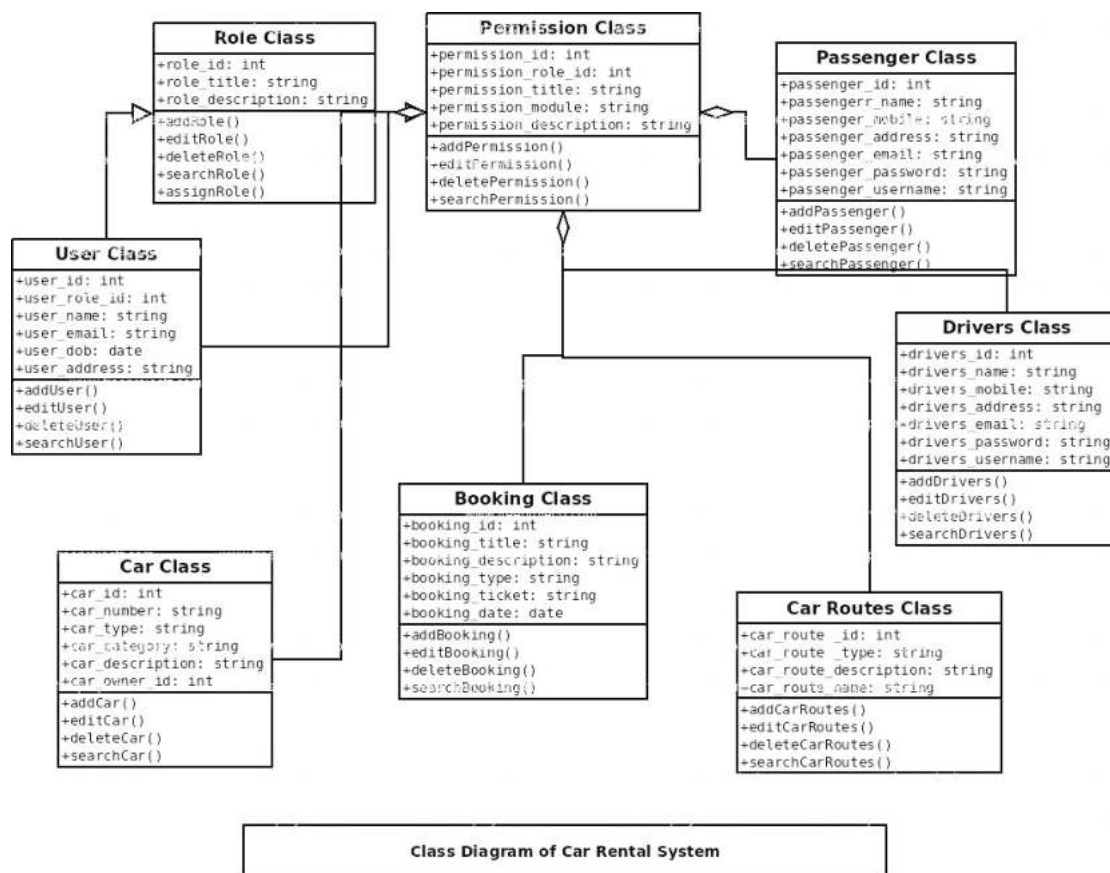 Role Class
+role_id: int
+role_title: string
+role_description: string
+addRole()
+editRole()
+deleteRole()
+searchRole()
+assignRole()
Permission Class
+permission_id: int
+permission_role_id: int
+permission_title: string
+permission_module: string
+permission_description: string
+addPermission()
+editPermission()
+deletePermission()
+searchPermission()
Passenger Class
+passenger_id: int
+passengerr_name: string
+passenger_mobile: string
+passenger_address: string
+passenger_email: string
+passenger_password: string
+passenger_username: string
+addPassenger()
+editPassenger()
+deletePassenger()
+searchPassenger()
User Class
+user_id: int
+user_role_id: int
+user_name: string
+user_email: string
+user_dob: date
+user_address: string
+addUser()
+editUser()
+deleteUser()
+searchUser()
Drivers Class
+drivers_id: int
+drivers_name: string
+drivers_mobile: string
+drivers_address: string
+drivers_email: string
+drivers_password: string
+drivers_username: string
+addDrivers()
+editDrivers()
+deleteDrivers()
+searchDrivers()
Booking Class
+booking_id: int
+booking_title: string
+booking_description: string
+booking_type: string
+booking_ticket: string
+booking_date: date
+addBooking()
+editBooking()
+deleteBooking()
+searchBooking()
Car Class
+car_id: int
+car_number: string
+car_type: string
+car_category: string
+car_description: string
+car_owner_id: int
+addCar()
+editCar()
+deleteCar()
+searchCar()
Car Routes Class
+car_route _id: int
+car_route _type: string
+car_route_description: string
+car_route_name: string
+addCarRoutes()
+editCarRoutes()
+deleteCarRoutes()
+searchCarRoutes()
Class Diagram of Car Rental System